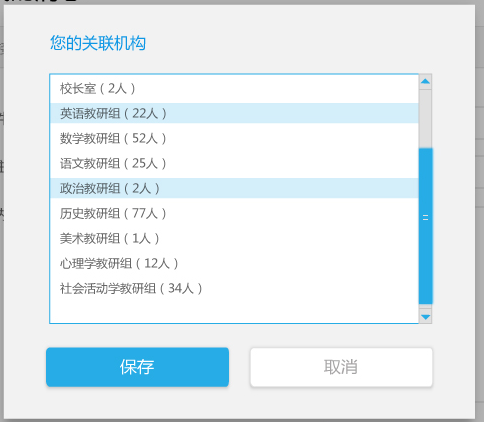 您的关联机构
校长室（2人）
英语教研组（22人）
数学教研组（52人）
语文教研组（25人）
政治教研组（2人）
历史教研组（77人）
美术教研组（1人）
心理学教研组（12人）
社会活动学教研组（34人）
保存
取消